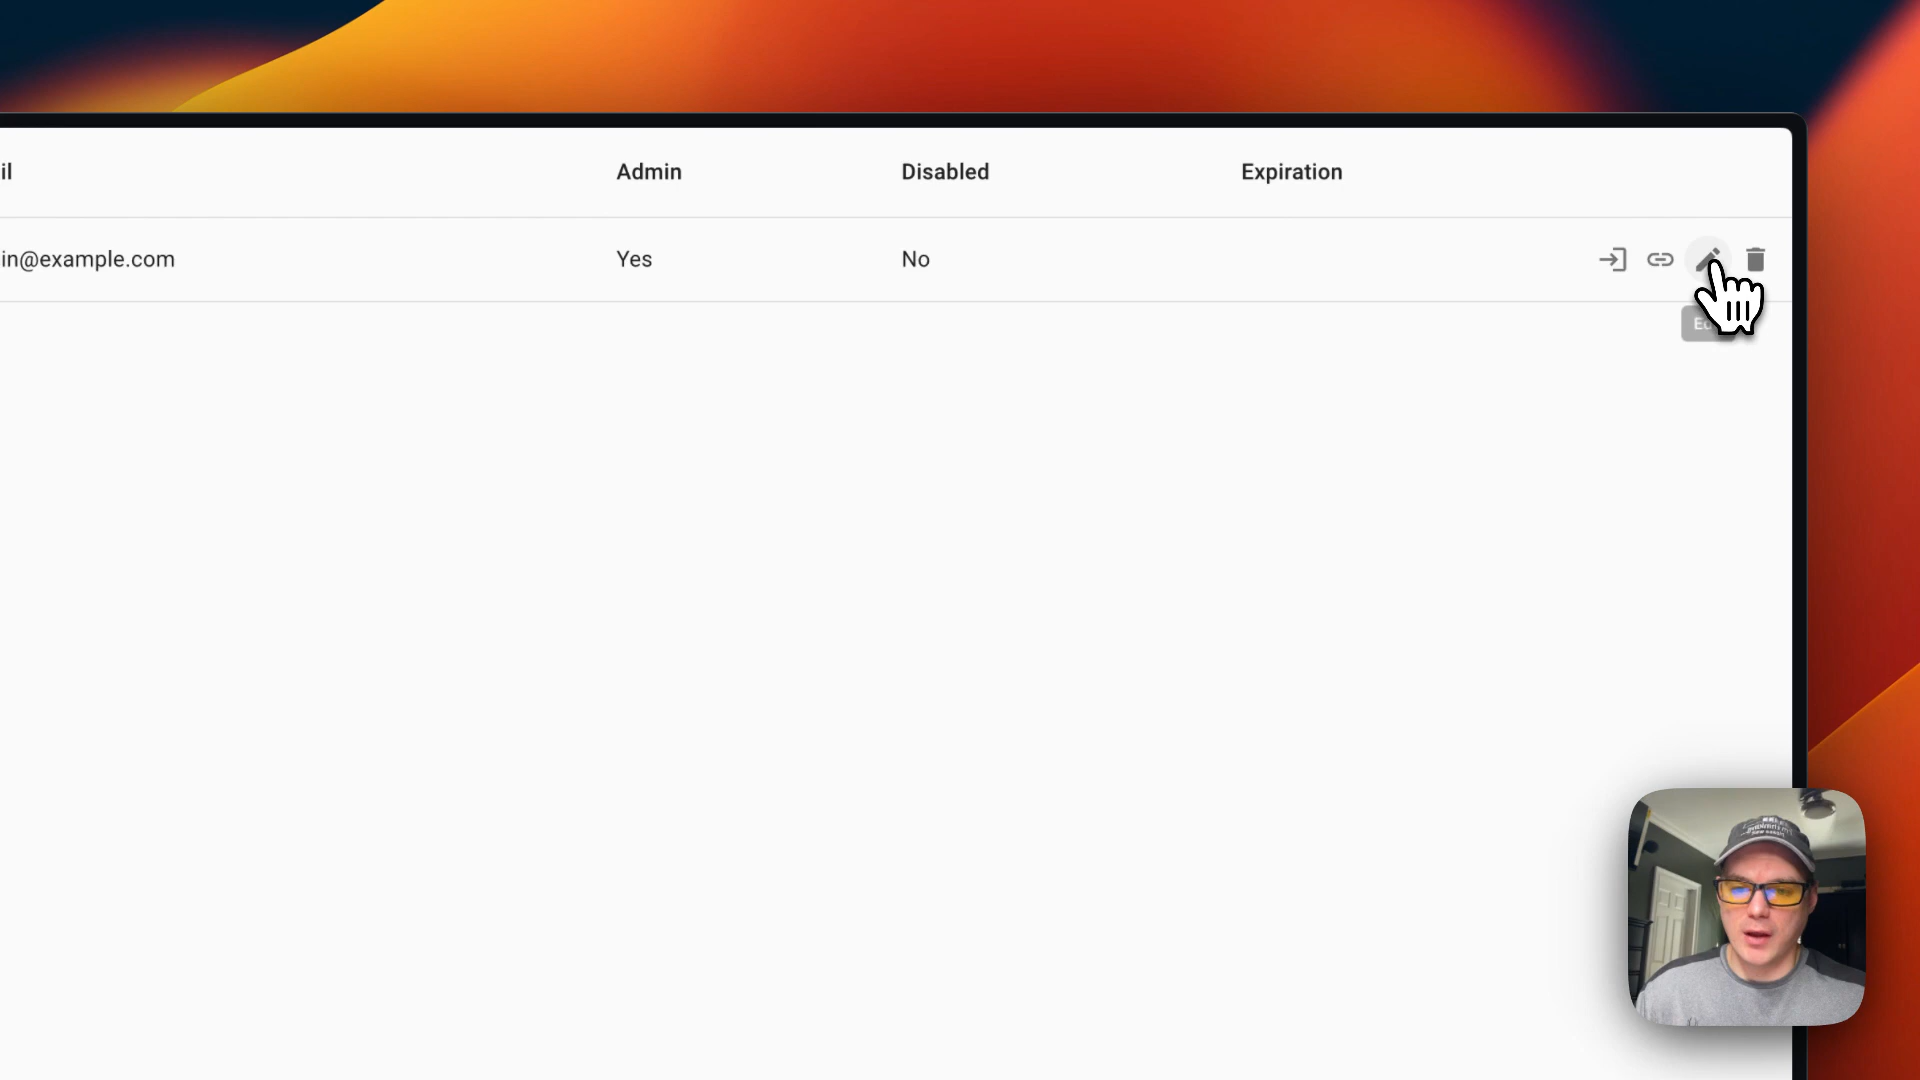 il Admin Disabled Expiration
in@example.com Yes No